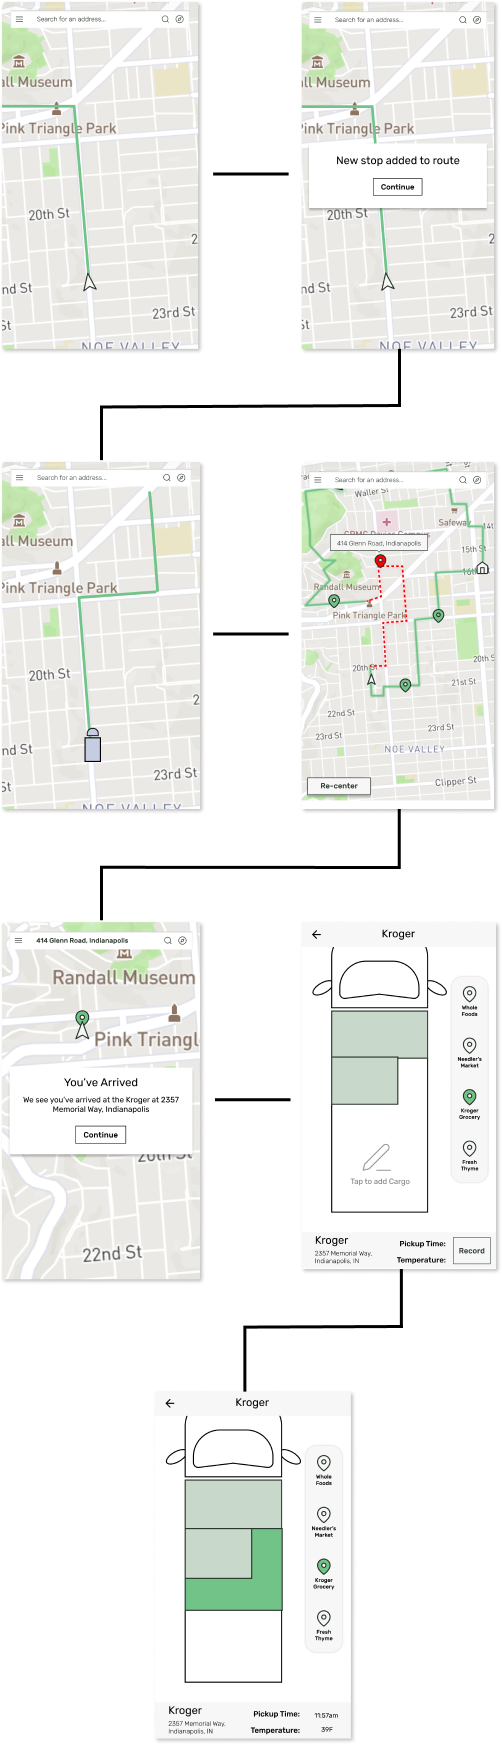 Search for an address...
all Museum
Pink Triangle Park
20th St
2
nd St
23rd St
St
NOE VALLEY
Search for an address...
all Museum
Pink Triangle Park
New stop added to route
Continue
20th St
nd St
23rd St
St
NOE VALLEY
Search for an address...
all Museum
Pink Triangle Park
20th St
2
nd St
23rd St
St
NOE VALLEY
Search for an address...
Waller St
Safeway
14t
414 Glenn Road, Indianapolis
15th St
16th
Randall Museum
Pink Triangle Park
20th S
20th S
21st St
22nd St
23rd St
23rd St
NOE VALLEY
Re-center
Clipper St
414 Glenn Road, Indianapolis
Randall Museum
Pink Triangl
You've Arrived
We see you've arrived at the Kroger at 2357
Memorial Way, Indianapolis
Continue
20th St
22nd St
Kroger
Whole
Foods
Needler's
Market
Kroger
Grocery
Fresh
Thyme
Tap to add Cargo
Kroger
2357 Memorial Way,
Indianapolis, IN
Pickup Time:
Temperature:
Record
Kroger
Whole
Foods
Needler's
Market
Kroger
Grocery
Fresh
Thyme
Kroger
2357 Memorial Way,
Indianapolis, IN
Pickup Time: 11:57am
Temperature: 39F